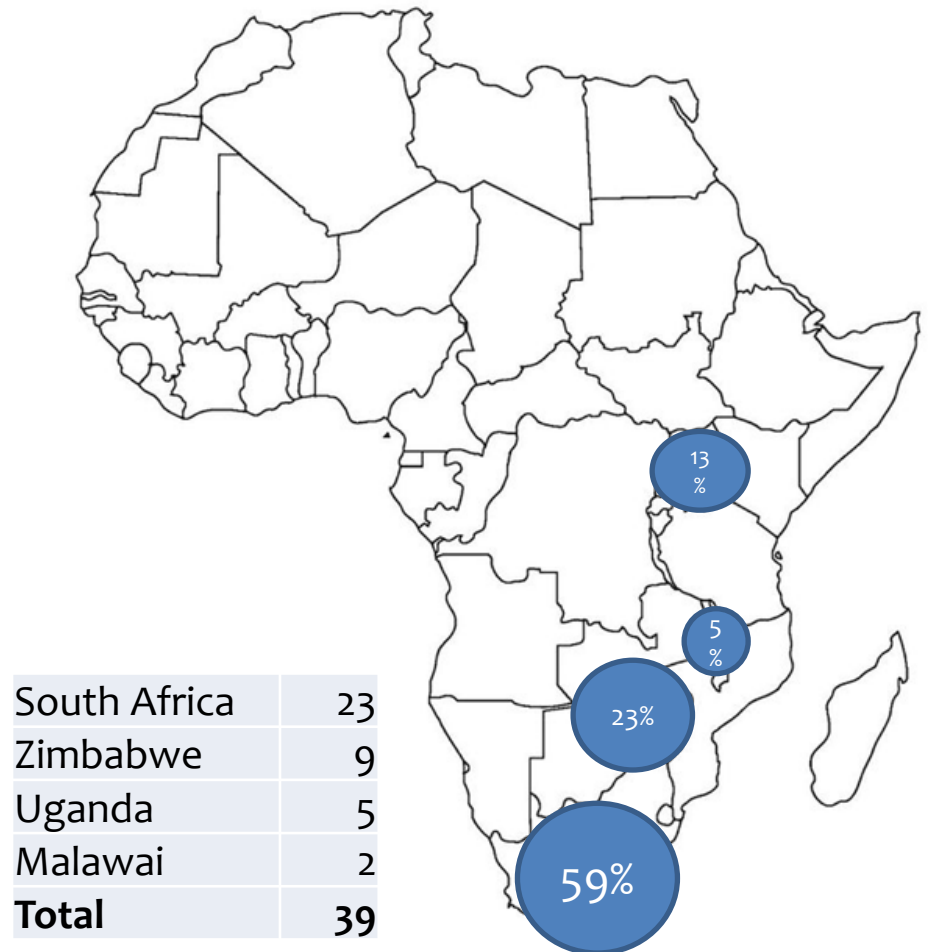 13
%
5
%
23%
59%
South Africa 23
Zimbabwe 9
Uganda 5
Malawai 2
Total 39